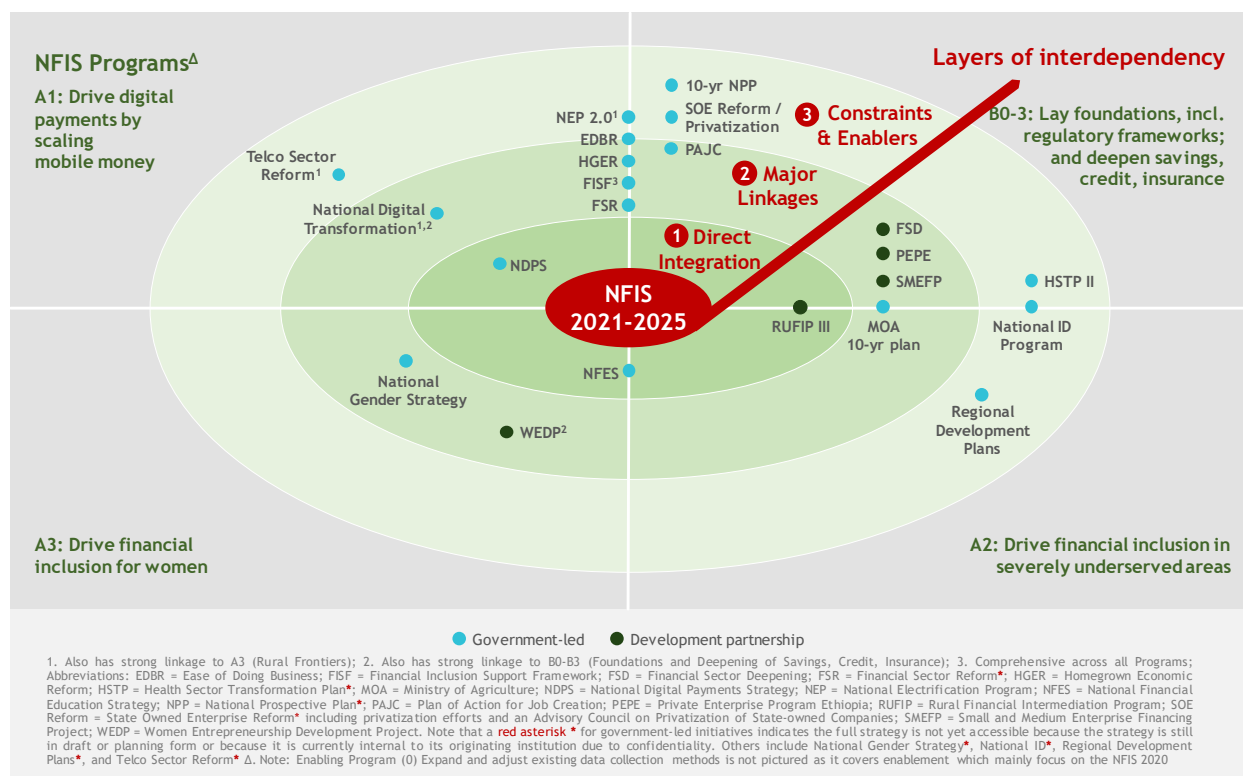 NFIS ProgramsΔ
A1: Drive digital
payments by
scaling
mobile money
Layers of interdependency
B0-3: Lay foundations, incl.
regulatory frameworks;
and deepen savings,
credit, insurance
10-yr NPP
SOE Reform /
Privatization
PAJC
NEP 2.0¹
EDBR
HGER
FISF³
FSR
3 Constraints
& Enablers
2 Major
Linkages
1 Direct
Integration
Telco Sector
Reform¹
National Digital
Transformation¹,²
NDPS
FSD
PEPE
SMEFP
HSTP II
NFIS
2021-2025
RUFIP III
MOA
10-yr plan
National ID
Program
NFES
National
Gender Strategy
WEDP²
Regional
Development
Plans
A3: Drive financial
inclusion for women
A2: Drive financial inclusion in
severely underserved areas
Government-led
Development partnership
1. Also has strong linkage to A3 (Rural Frontiers); 2. Also has strong linkage to B0-B3 (Foundations and Deepening of Savings, Credit, Insurance); 3. Comprehensive across all Programs;
Abbreviations: EDBR = Ease of Doing Business; FISF = Financial Inclusion Support Framework; FSD = Financial Sector Deepening; FSR = Financial Sector Reform*; HGER = Homegrown Economic
Reform; HSTP = Health Sector Transformation Plan*; MOA = Ministry of Agriculture; NDPS = National Digital Payments Strategy; NEP = National Electrification Program; NFES = National Financial
Education Strategy; NPP = National Prospective Plan*; PAJC = Plan of Action for Job Creation; PEPE = Private Enterprise Program Ethiopia; RUFIP = Rural Financial Intermediation Program; SOE
Reform = State Owned Enterprise Reform* including privatization efforts and an Advisory Council on Privatization of State-owned Companies; SMEFP = Small and Medium Enterprise Financing
Project; WEDP = Women Entrepreneurship Development Project. Note that a red asterisk * for government-led initiatives indicates the full strategy is not yet accessible because the strategy is still
in draft or planning form or because it is currently internal to its originating institution due to confidentiality. Others include National Gender Strategy*, National ID*, Regional Development
Plans*, and Telco Sector Reform* Δ. Note: Enabling Program (0) Expand and adjust existing data collection methods is not pictured as it covers enablement which mainly focus on the NFIS 2020